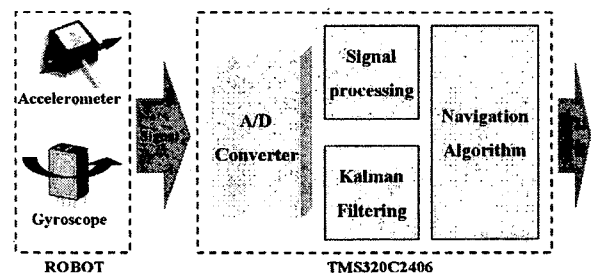 Accelerometer
Gyroscope
ROBOT
A/D
Converter
Signal
processing
Kalman
Filtering
Navigation
Algorithm
TMS320C2406